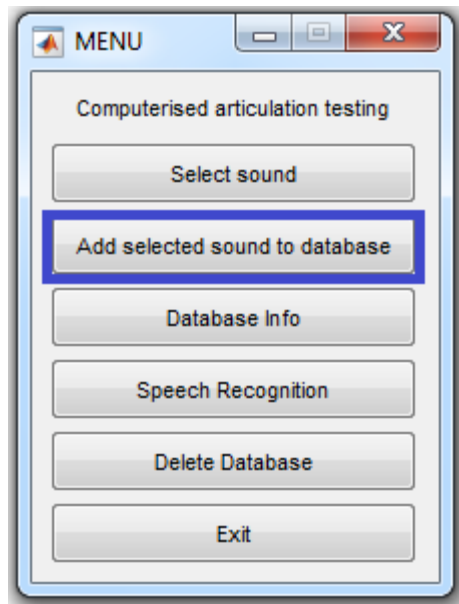 MENU
Computerised articulation testing
Select sound
Add selected sound to database
Database Info
Speech Recognition
Delete Database
Exit